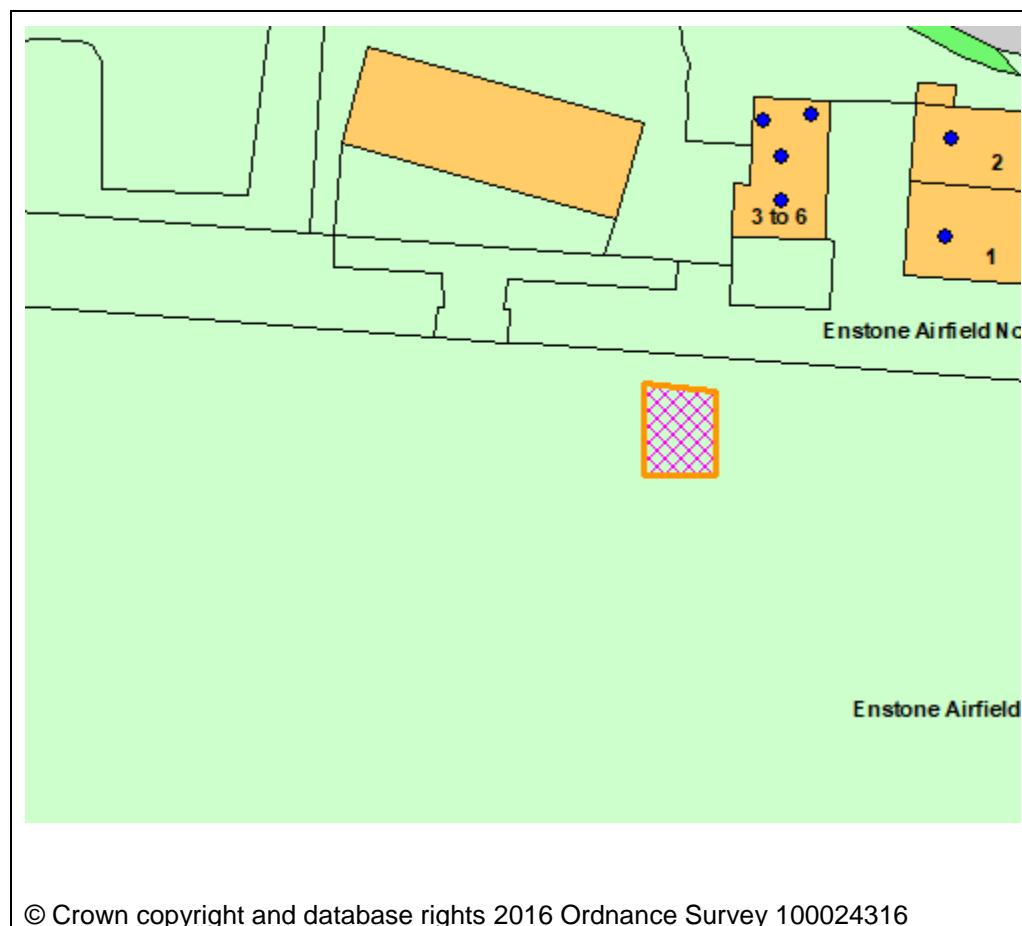 2
3 to 6
1
Enstone Airfield No
Enstone Airfield
© Crown copyright and database rights 2016 Ordnance Survey 100024316